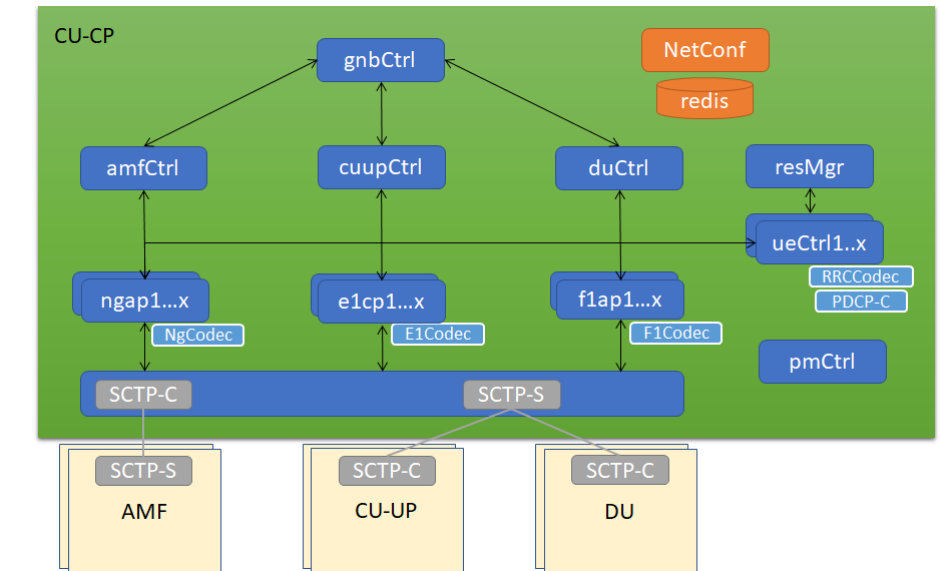 CU-CP
gnbCtrl
NetConf
redis
amfCtrl
cuupCtrl
duCtrl
resMgr
ueCtrl1..x
RRCCodec
PDCP-C
ngap1...x
e1cp1...x
f1ap1...x
NgCodec
E1Codec
F1Codec
pmCtrl
SCTP-C
SCTP-S
SCTP-S
SCTP-C
SCTP-C
AMF
CU-UP
DU